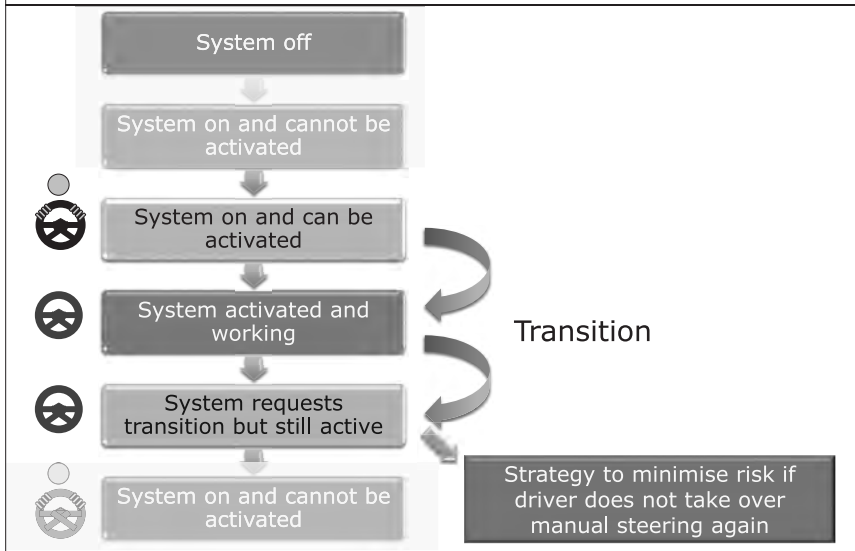 System off
System on and cannot be
activated
System on and can be
activated
System activated and
working
Transition
System requests
transition but still active
Strategy to minimise risk if
driver does not take over
manual steering again
System on and cannot be
activated